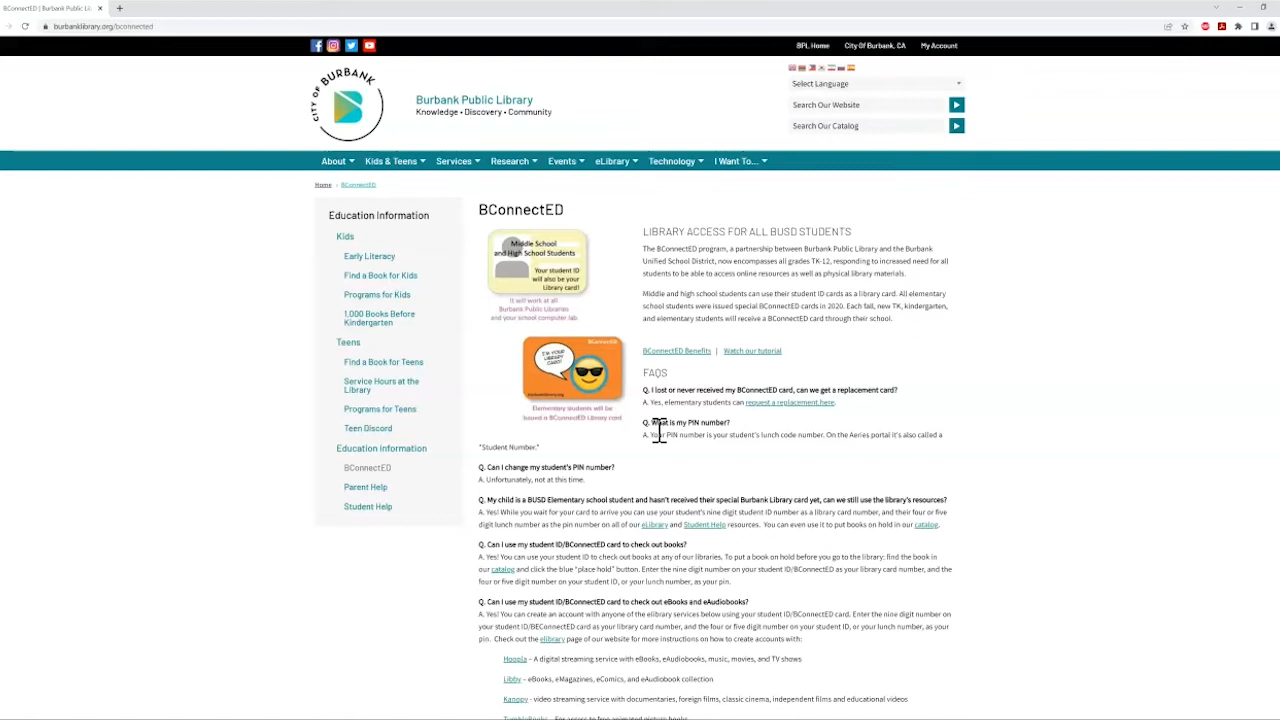 BConnectED | Burbank Public Li
burbanklibrary.org/bconnected
BPL Home
City Of Burbank, CA
My Account
CITY OF BURBANK
B
Burbank Public Library
Knowledge • Discovery • Community
Select Language
Search Our Website
Search Our Catalog
About
Kids & Teens
Services
Research
Events
eLibrary
Technology
I Want To...
Home › BConnectED
Education Information
Kids
Early Literacy
Find a Book for Kids
Programs for Kids
1,000 Books Before
Kindergarten
Teens
Find a Book for Teens
Service Hours at the
Library
Programs for Teens
Teen Discord
Education information
BConnectED
Parent Help
Student Help
BConnectED
Middle School
and High School Students
Your student ID
will also be your
Library card!
It will work at all
Burbank Public Libraries
and your school computer lab.
BConnectED
I'M YOUR
LIBRARY
CARD!
burbanklibrary.org
Elementary students will be
issued a BConnectED Library card.
LIBRARY ACCESS FOR ALL BUSD STUDENTS
The BConnectED program, a partnership between Burbank Public Library and the Burbank
Unified School District, now encompasses all grades TK-12, responding to increased need for all
students to be able to access online resources as well as physical library materials.
Middle and high school students can use their student ID cards as a library card. All elementary
school students were issued special BConnectED cards in 2020. Each fall, new TK, kindergarten,
and elementary students will receive a BConnectED card through their school.
BConnectED Benefits | Watch our tutorial
FAQS
Q. I lost or never received my BConnectED card, can we get a replacement card?
A. Yes, elementary students can request a replacement here.
Q. What is my PIN number?
A. Your PIN number is your student's lunch code number. On the Aeries portal it's also called a
"Student Number."
Q. Can I change my student's PIN number?
A. Unfortunately, not at this time.
Q. My child is a BUSD Elementary school student and hasn't received their special Burbank Library card yet, can we still use the library's resources?
A. Yes! While you wait for your card to arrive you can use your student's nine digit student ID number as a library card number, and their four or five
digit lunch number as the pin number on all of our eLibrary and Student Help resources. You can even use it to put books on hold in our catalog.
Q. Can I use my student ID/BConnectED card to check out books?
A. Yes! You can use your student ID to check out books at any of our libraries. To put a book on hold before you go to the library: find the book in
our catalog and click the blue "place hold" button. Enter the nine digit number on your student ID/BConnectED as your library card number, and the
four or five digit number on your student ID, or your lunch number, as your pin.
Q. Can I use my student ID/BConnectED card to check out eBooks and eAudiobooks?
A. Yes! You can create an account with anyone of the elibrary services below using your student ID/BConnectED card. Enter the nine digit number on
your student ID/BEConnectED card as your library card number, and the four or five digit number on your student ID, or your lunch number, as your
pin. Check out the elibrary page of our website for more instructions on how to create accounts with:
Hoopla – A digital streaming service with eBooks, eAudiobooks, music, movies, and TV shows
Libby – eBooks, eMagazines, eComics, and eAudiobook collection
Kanopy - video streaming service with documentaries, foreign films, classic cinema, independent films and educational videos
TumbleBooks - For access to free animated picture books